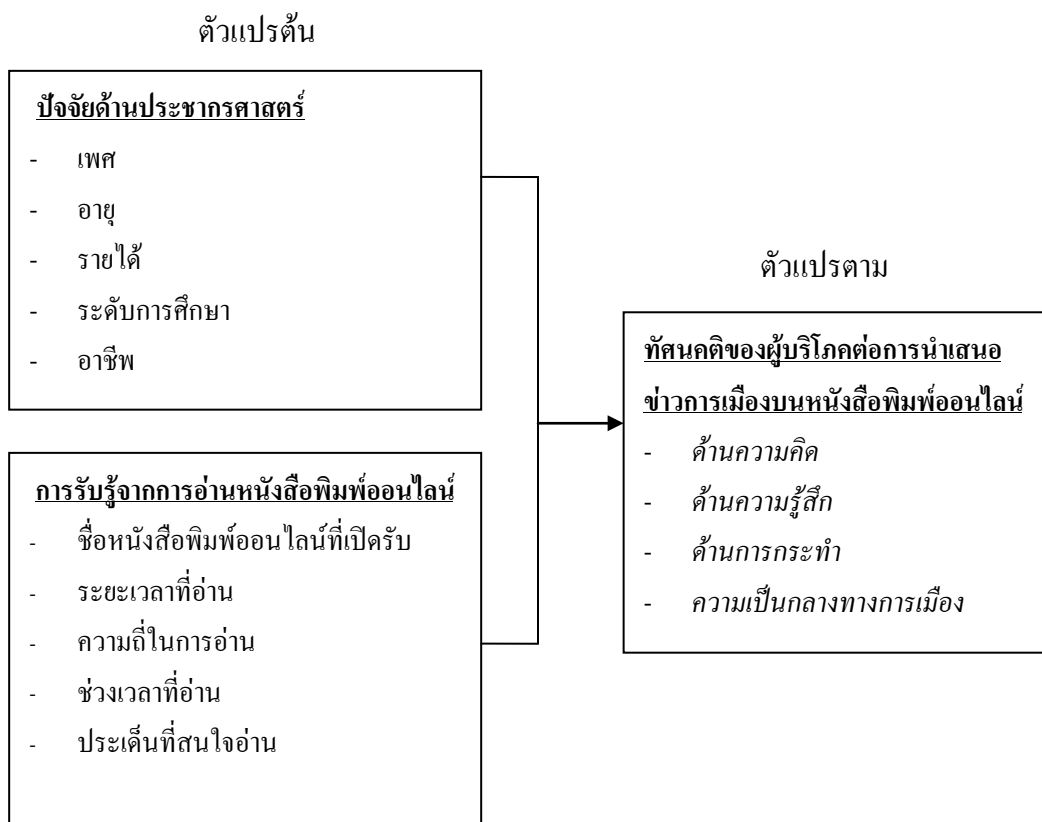 ตัวแปรต้น
ปัจจัยด้านประชากรศาสตร์
- เพศ
- อายุ
- รายได้
- ระดับการศึกษา
- อาชีพ
การรับรู้จากการอ่านหนังสือพิมพ์ออนไลน์
- ชื่อหนังสือพิมพ์ออนไลน์ที่เปิดรับ
- ระยะเวลาที่อ่าน
- ความถี่ในการอ่าน
- ช่วงเวลาที่อ่าน
- ประเด็นที่สนใจอ่าน
ตัวแปรตาม
ทัศนคติของผู้บริโภคต่อการนำเสนอ
ข่าวการเมืองบนหนังสือพิมพ์ออนไลน์
- ด้านความคิด
- ด้านความรู้สึก
- ด้านการกระทำ
- ความเป็นกลางทางการเมือง